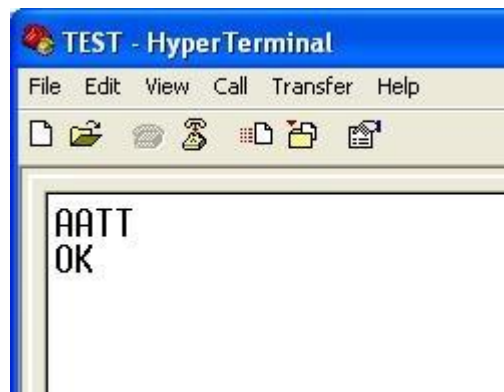 TEST - HyperTerminal
File Edit View Call Transfer Help
AATT
OK